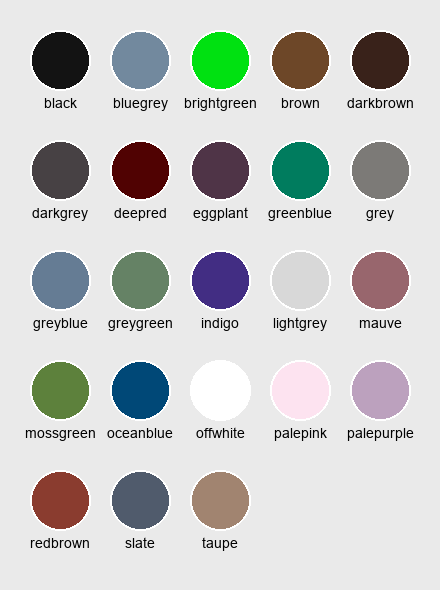 black bluegrey brightgreen brown darkbrown
darkgrey deepred eggplant greenblue grey
greyblue greygreen indigo lightgrey mauve
mossgreen oceanblue offwhite palepink palepurple
redbrown slate taupe